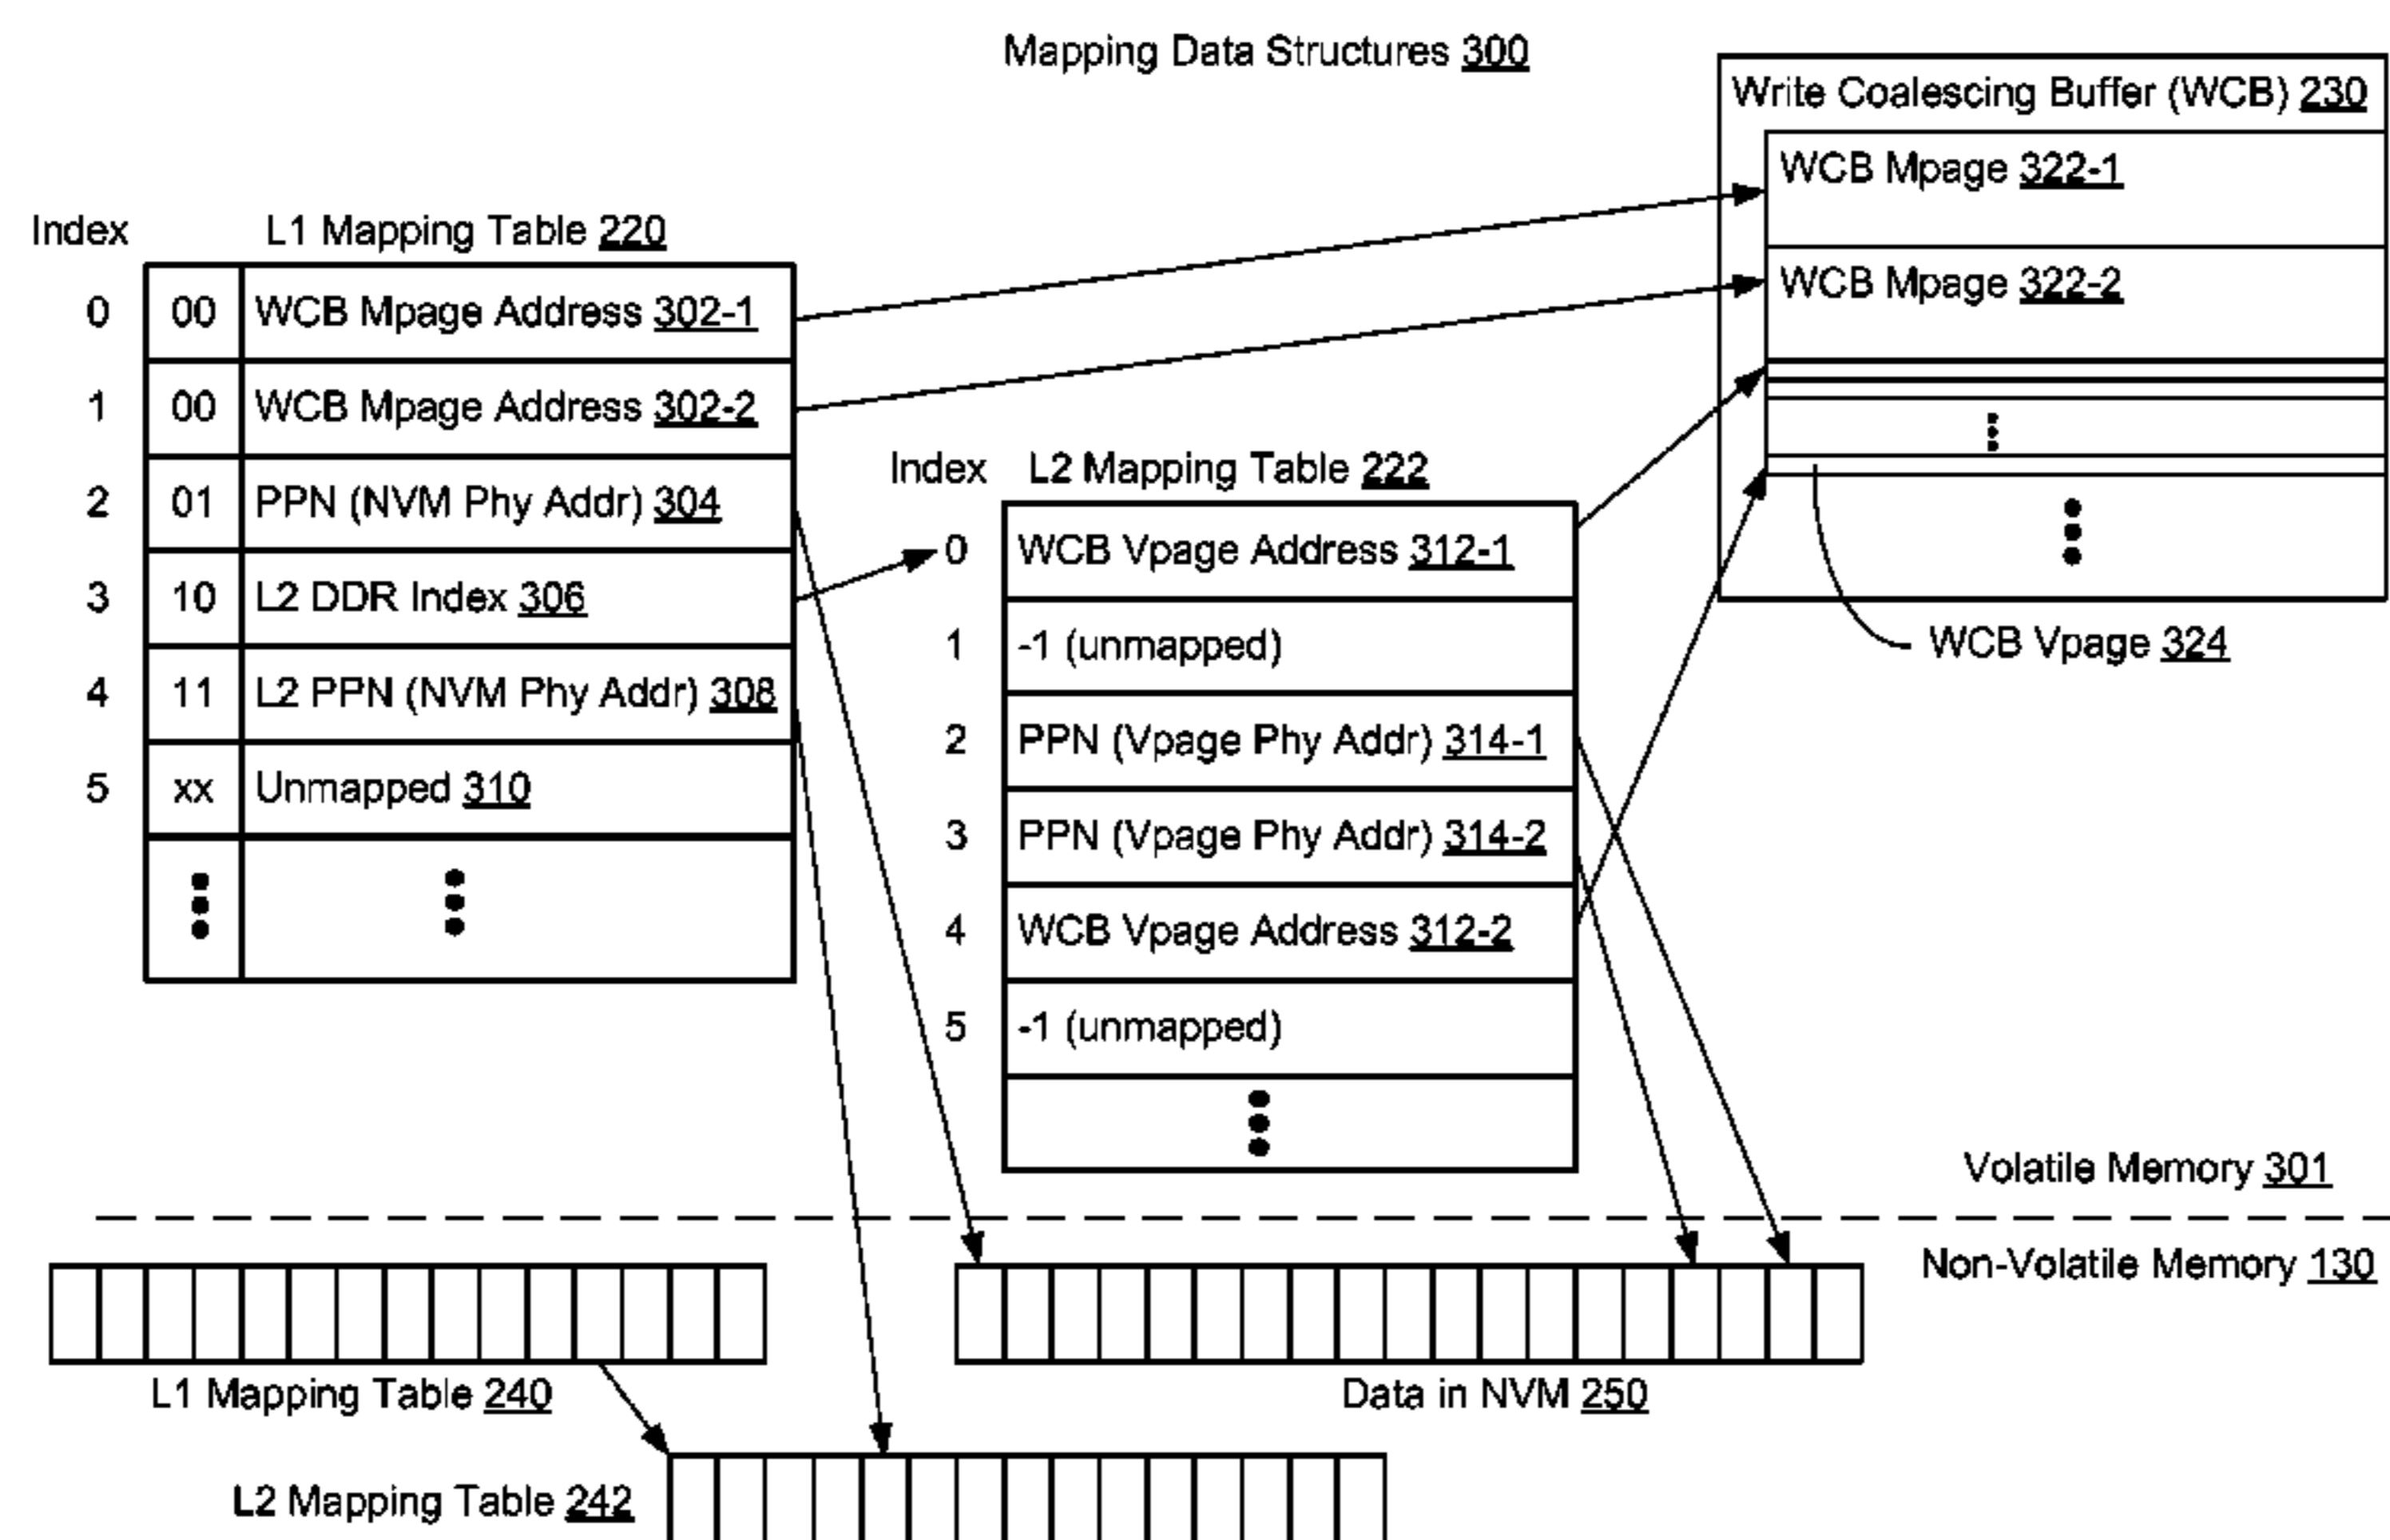 Mapping Data Structures 300
Write Coalescing Buffer (WCB) 230
WCB Mpage 322-1
WCB Mpage 322-2
WCB Vpage 324
Index L1 Mapping Table 220
0 00 WCB Mpage Address 302-1
1 00 WCB Mpage Address 302-2
2 01 PPN (NVM Phy Addr) 304
3 10 L2 DDR Index 306
4 11 L2 PPN (NVM Phy Addr) 308
5 xx Unmapped 310
Index L2 Mapping Table 222
0 WCB Vpage Address 312-1
1 -1 (unmapped)
2 PPN (Vpage Phy Addr) 314-1
3 PPN (Vpage Phy Addr) 314-2
4 WCB Vpage Address 312-2
5 -1 (unmapped)
Volatile Memory 301
Non-Volatile Memory 130
L1 Mapping Table 240
Data in NVM 250
L2 Mapping Table 242